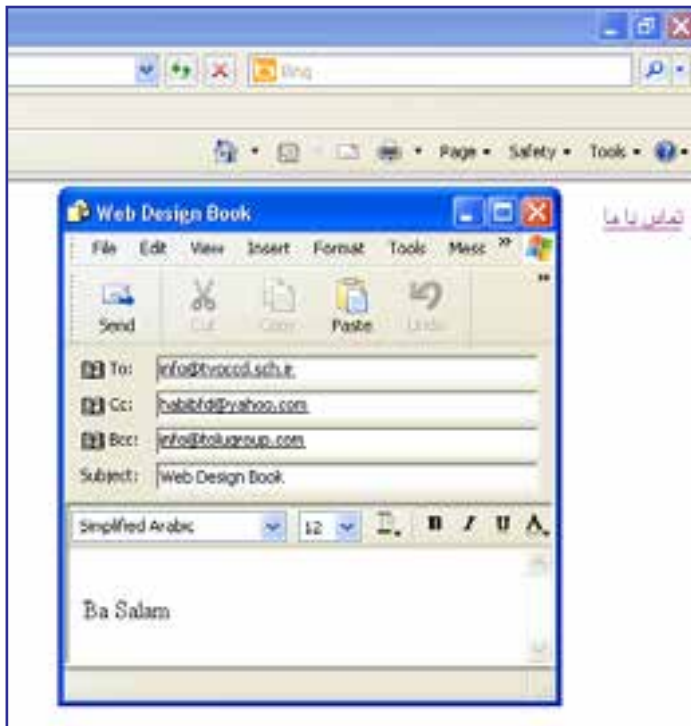 Bing
Page Safety Tools
تماس با ما
Web Design Book
File Edit View Insert Format Tools Mess »
Send Cut Copy Paste Undo
To: info@tvoccd.sch.ir
Cc: habibfd@yahoo.com
Bcc: info@tolugroup.com
Subject: Web Design Book
Simplified Arabic 12 B I U A
Ba Salam